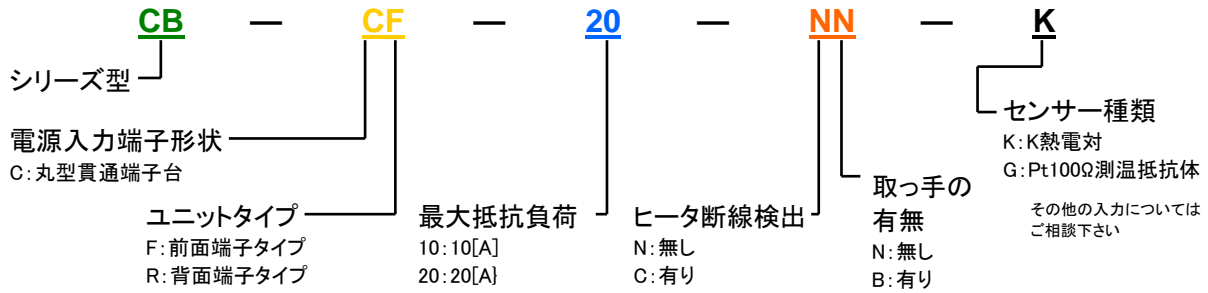 CB － CF － 20 － NN － K
シリーズ型
電源入力端子形状
C：丸型貫通端子台
ユニットタイプ
F：前面端子タイプ
R：背面端子タイプ
最大抵抗負荷
10：10[A]
20：20[A}
ヒータ断線検出
N：無し
C：有り
取っ手の
有無
N：無し
B：有り
センサー種類
K：K熱電対
G：Pt100Ω測温抵抗体
その他の入力については
ご相談下さい